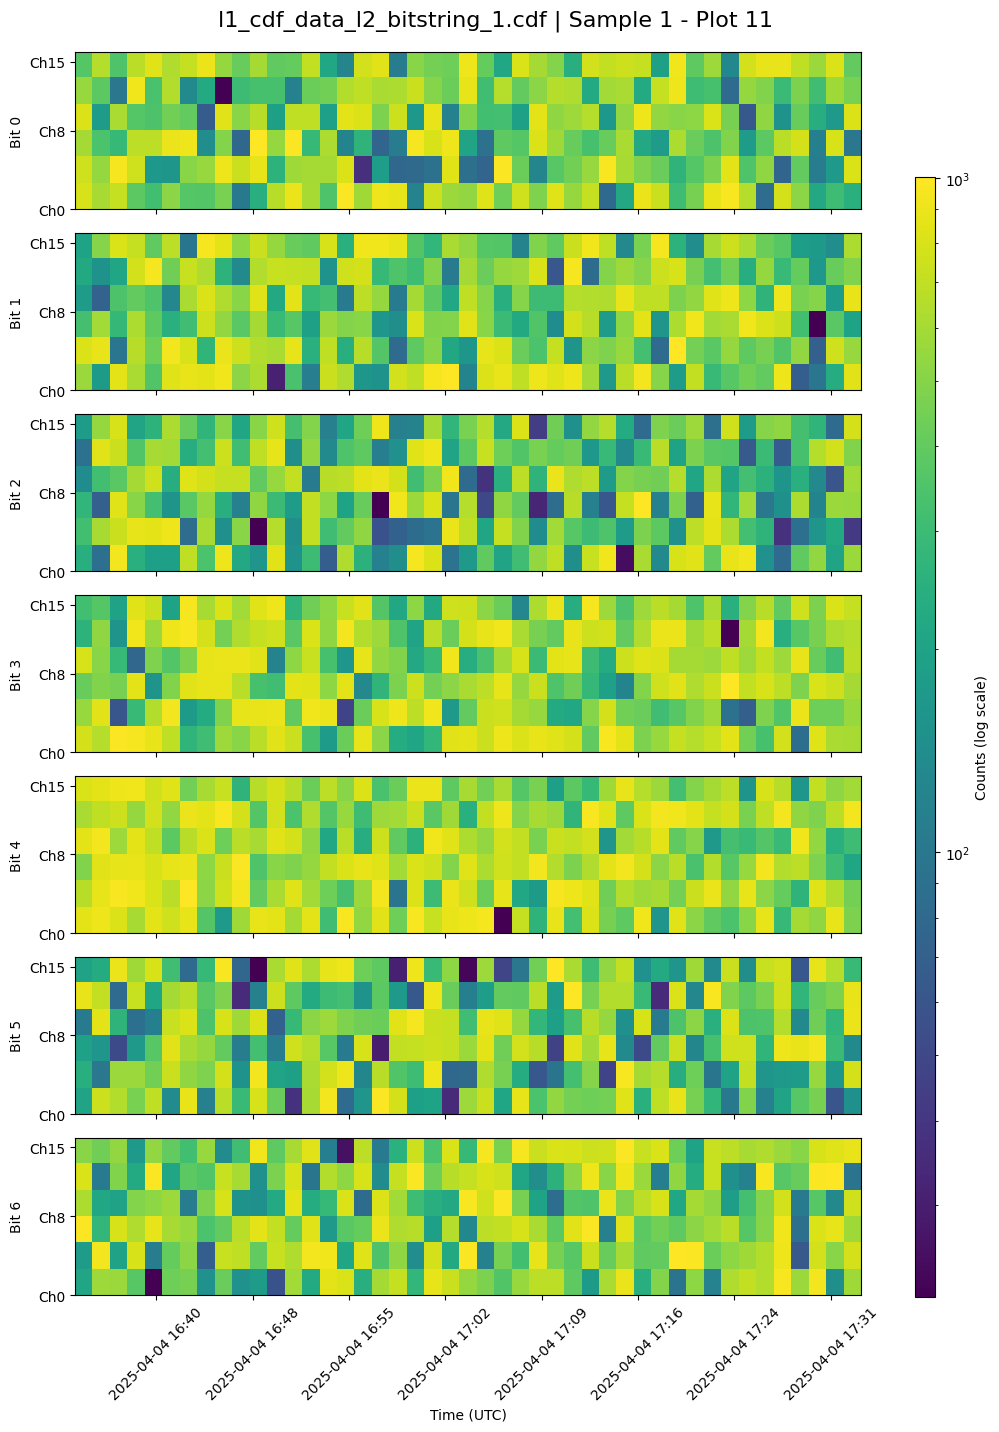 l1_cdf_data_l2_bitstring_1.cdf | Sample 1 - Plot 11
Ch15
Ch8
Ch0
Bit 0
Ch15
Ch8
Ch0
Bit 1
Ch15
Ch8
Ch0
Bit 2
Ch15
Ch8
Ch0
Bit 3
Ch15
Ch8
Ch0
Bit 4
Ch15
Ch8
Ch0
Bit 5
Ch15
Ch8
Ch0
Bit 6
2025-04-04 16:40
2025-04-04 16:48
2025-04-04 16:55
2025-04-04 17:02
2025-04-04 17:09
2025-04-04 17:16
2025-04-04 17:24
2025-04-04 17:31
Time (UTC)
10³
10²
Counts (log scale)